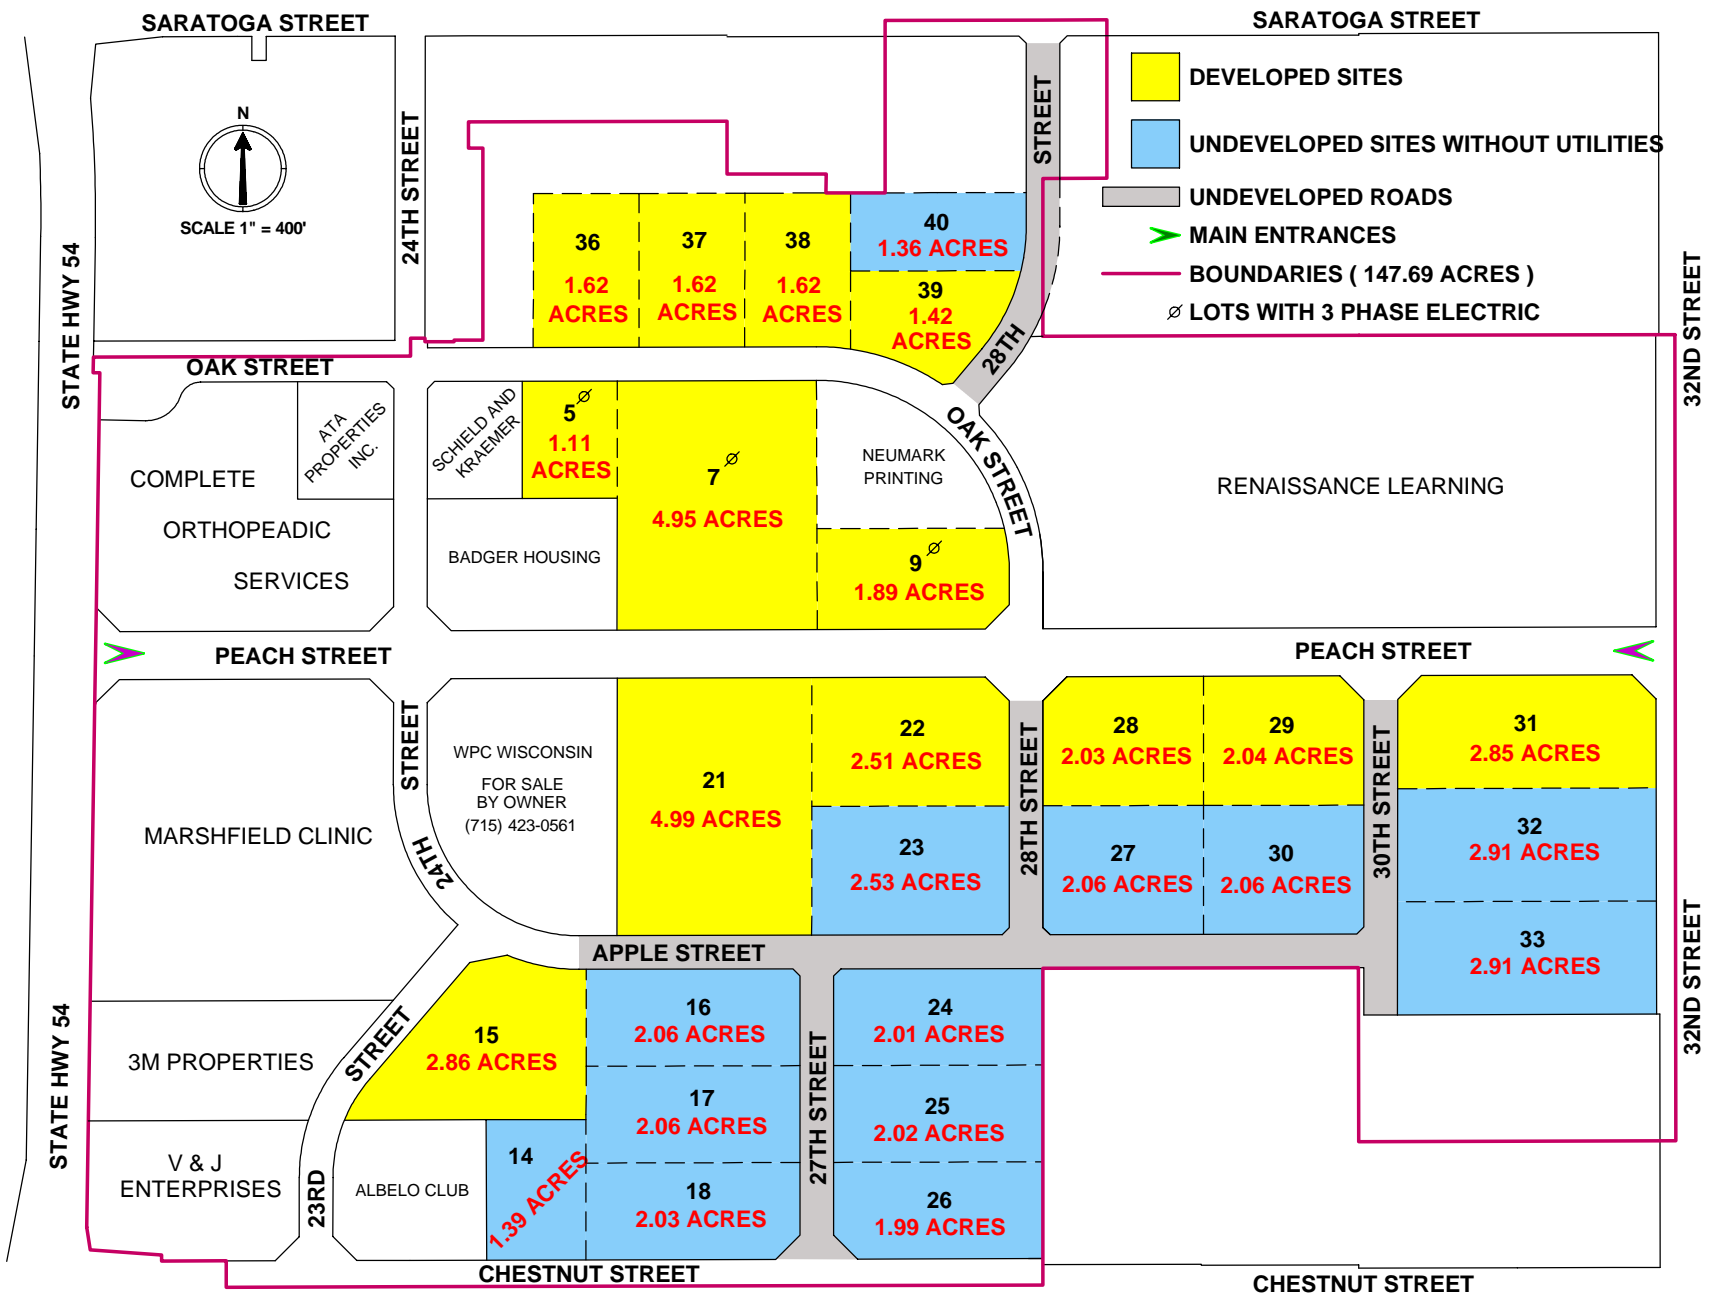 SARATOGA STREET
SARATOGA STREET
N
SCALE 1" = 400'
24TH STREET
STREET
28TH
STATE HWY 54
32ND STREET
DEVELOPED SITES
UNDEVELOPED SITES WITHOUT UTILITIES
UNDEVELOPED ROADS
MAIN ENTRANCES
BOUNDARIES ( 147.69 ACRES )
LOTS WITH 3 PHASE ELECTRIC
36
1.62
ACRES
37
1.62
ACRES
38
1.62
ACRES
40
1.36 ACRES
39
1.42
ACRES
OAK STREET
OAK STREET
COMPLETE
ORTHOPEADIC
SERVICES
ATA
PROPERTIES
INC.
SCHIELD AND
KRAEMER
5
1.11
ACRES
7
4.95 ACRES
NEUMARK
PRINTING
9
1.89 ACRES
BADGER HOUSING
RENAISSANCE LEARNING
PEACH STREET
PEACH STREET
MARSHFIELD CLINIC
STREET
24TH
WPC WISCONSIN
FOR SALE
BY OWNER
(715) 423-0561
21
4.99 ACRES
22
2.51 ACRES
23
2.53 ACRES
28TH STREET
28
2.03 ACRES
29
2.04 ACRES
27
2.06 ACRES
30
2.06 ACRES
30TH STREET
31
2.85 ACRES
32
2.91 ACRES
33
2.91 ACRES
32ND STREET
APPLE STREET
STATE HWY 54
3M PROPERTIES
V & J
ENTERPRISES
STREET
23RD
15
2.86 ACRES
ALBELO CLUB
14
1.39 ACRES
16
2.06 ACRES
17
2.06 ACRES
18
2.03 ACRES
27TH STREET
24
2.01 ACRES
25
2.02 ACRES
26
1.99 ACRES
CHESTNUT STREET
CHESTNUT STREET